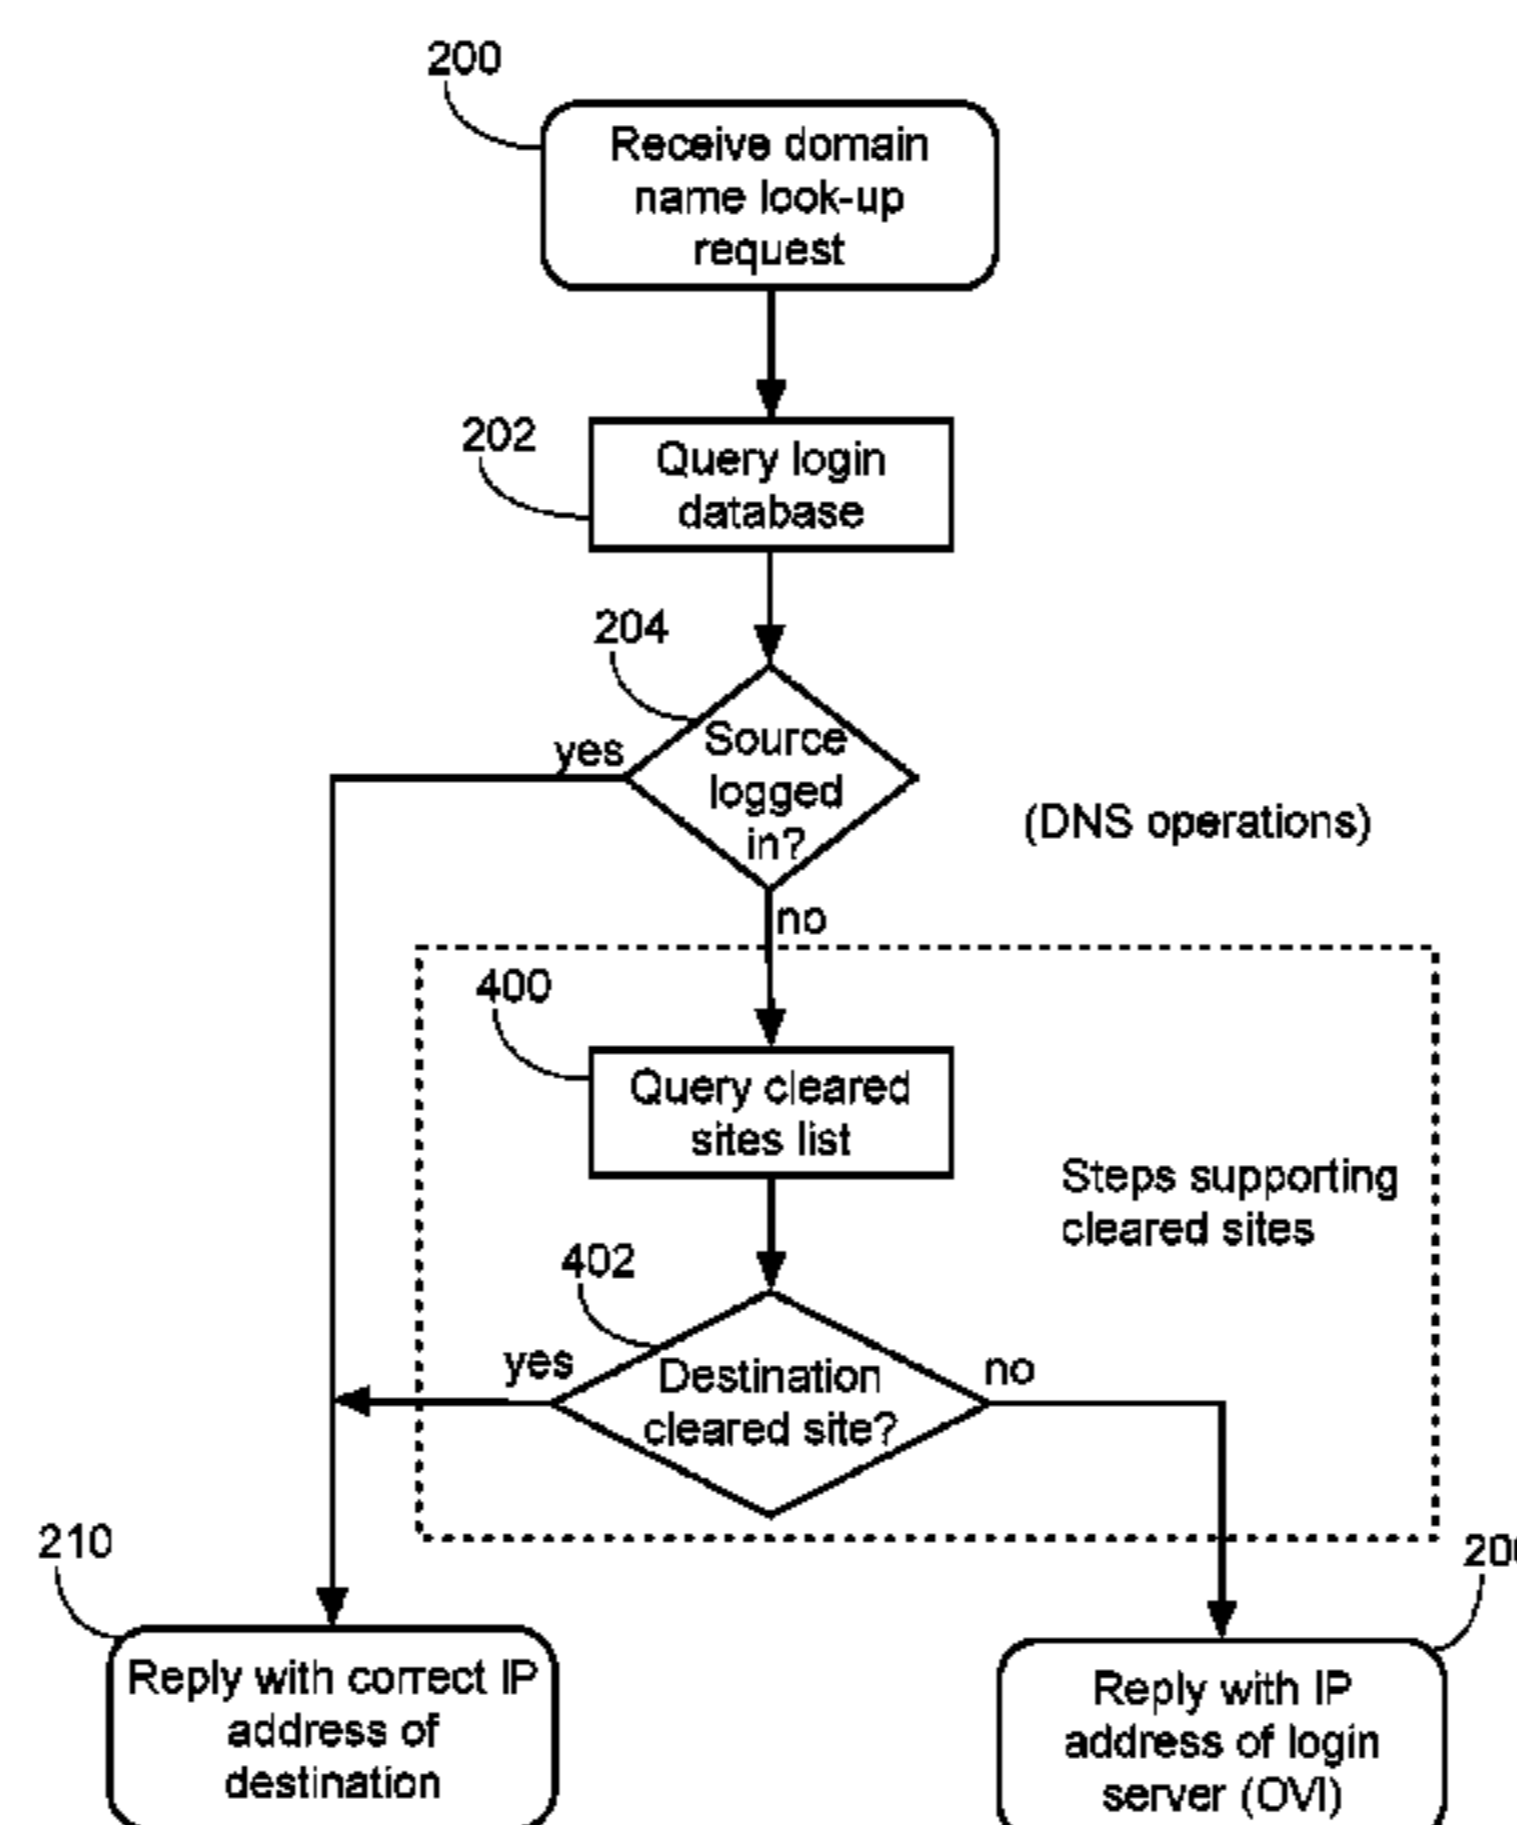 200
Receive domain
name look-up
request
202
Query login
database
204
yes
Source
logged
in?
(DNS operations)
no
400
Query cleared
sites list
Steps supporting
cleared sites
402
yes
Destination
cleared site?
no
210
Reply with correct IP
address of
destination
Reply with IP
address of login
server (OVI)